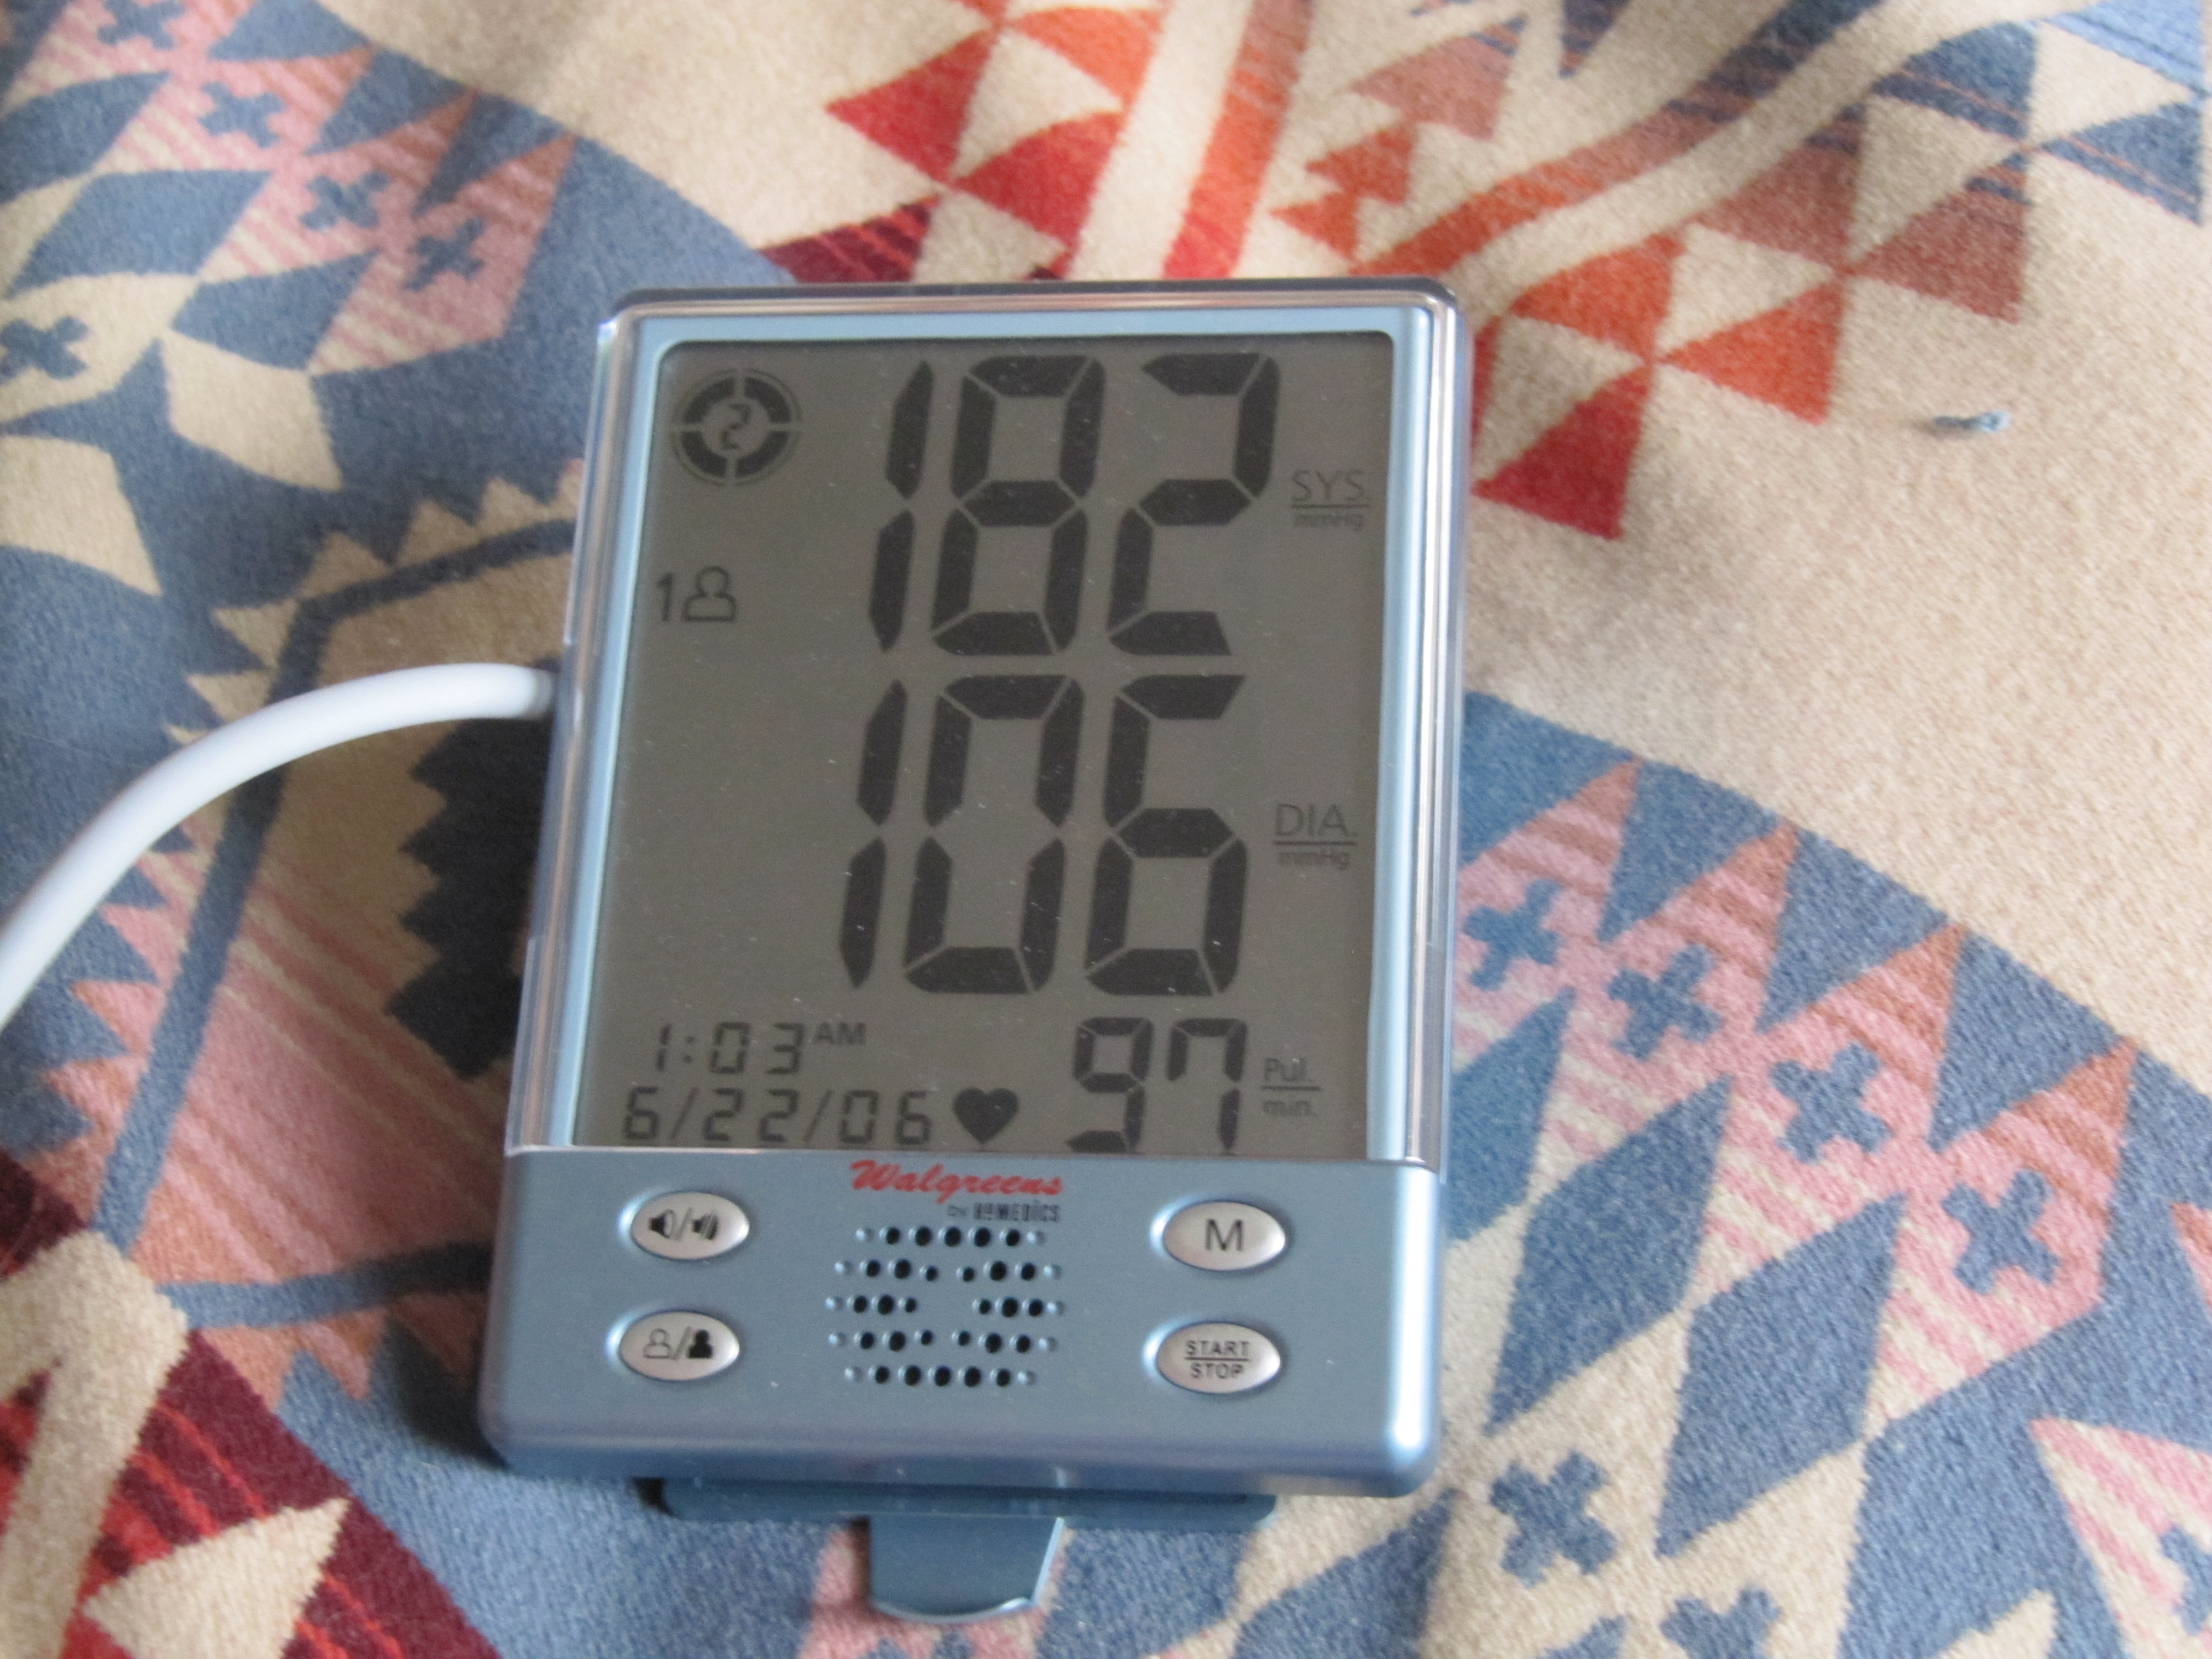 2
182
SYS.
mmHg
1
106
DIA.
mmHg
1:03 AM
6/22/06
97
Pul.
min.
Walgreens
by HoMEDICS
M
START
STOP